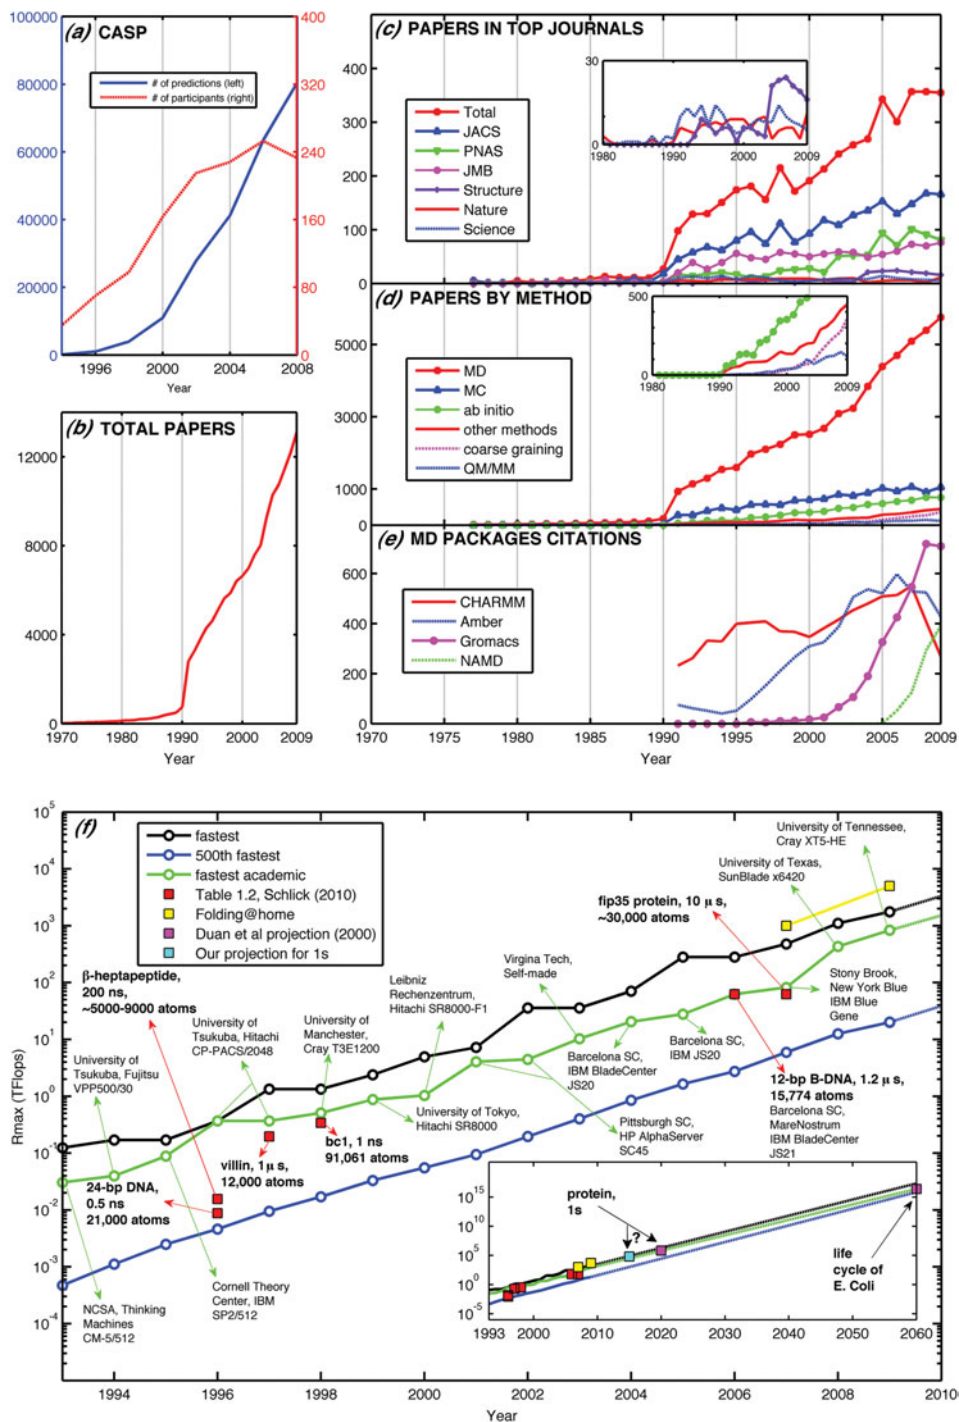 (a) CASP
100000
80000
60000
40000
20000
0
400
320
240
160
80
0
# of predictions (left)
# of participants (right)
1996
2000
2004
2008
Year
(b) TOTAL PAPERS
12000
8000
4000
0
1970
1980
1990
2000
2009
Year
(c) PAPERS IN TOP JOURNALS
400
300
200
100
0
Total
JACS
PNAS
JMB
Structure
Nature
Science
30
0
1980
1990
2000
2009
(d) PAPERS BY METHOD
5000
3000
1000
0
MD
MC
ab initio
other methods
coarse graining
QM/MM
500
0
1980
1990
2000
2009
(e) MD PACKAGES CITATIONS
600
400
200
0
CHARMM
Amber
Gromacs
NAMD
1970
1975
1980
1985
1990
1995
2000
2005
2009
Year
(f)
Rmax (TFlops)
10^5
10^4
10^3
10^2
10^1
10^0
10^-1
10^-2
10^-3
10^-4
fastest
500th fastest
fastest academic
Table 1.2, Schlick (2010)
Folding@home
Duan et al projection (2000)
Our projection for 1s
University of Tennessee,
Cray XT5-HE
University of Texas,
SunBlade x6420
fip35 protein, 10 μ s,
~30,000 atoms
β-heptapeptide,
200 ns,
~5000-9000 atoms
Virgina Tech,
Self-made
Leibniz
Rechenzentrum,
Hitachi SR8000-F1
University of
Tsukuba, Hitachi
CP-PACS/2048
University of
Manchester,
Cray T3E1200
Stony Brook,
New York Blue
IBM Blue
Gene
University of
Tsukuba, Fujitsu
VPP500/30
Barcelona SC,
IBM BladeCenter
JS20
Barcelona SC,
IBM JS20
12-bp B-DNA, 1.2 μ s,
15,774 atoms
Barcelona SC,
MareNostrum
IBM BladeCenter
JS21
University of Tokyo,
Hitachi SR8000
Pittsburgh SC,
HP AlphaServer
SC45
bc1, 1 ns
91,061 atoms
villin, 1μ s,
12,000 atoms
24-bp DNA,
0.5 ns
21,000 atoms
NCSA, Thinking
Machines
CM-5/512
Cornell Theory
Center, IBM
SP2/512
10^15
10^10
10^5
10^0
10^-5
protein,
1s
?
life
cycle of
E. Coli
1993
2000
2010
2020
2030
2040
2050
2060
1994
1996
1998
2000
2002
2004
2006
2008
2010
Year